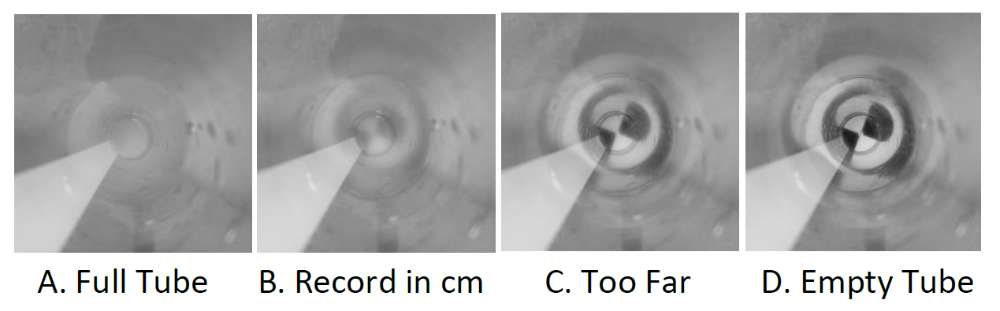 A. Full Tube
B. Record in cm
C. Too Far
D. Empty Tube